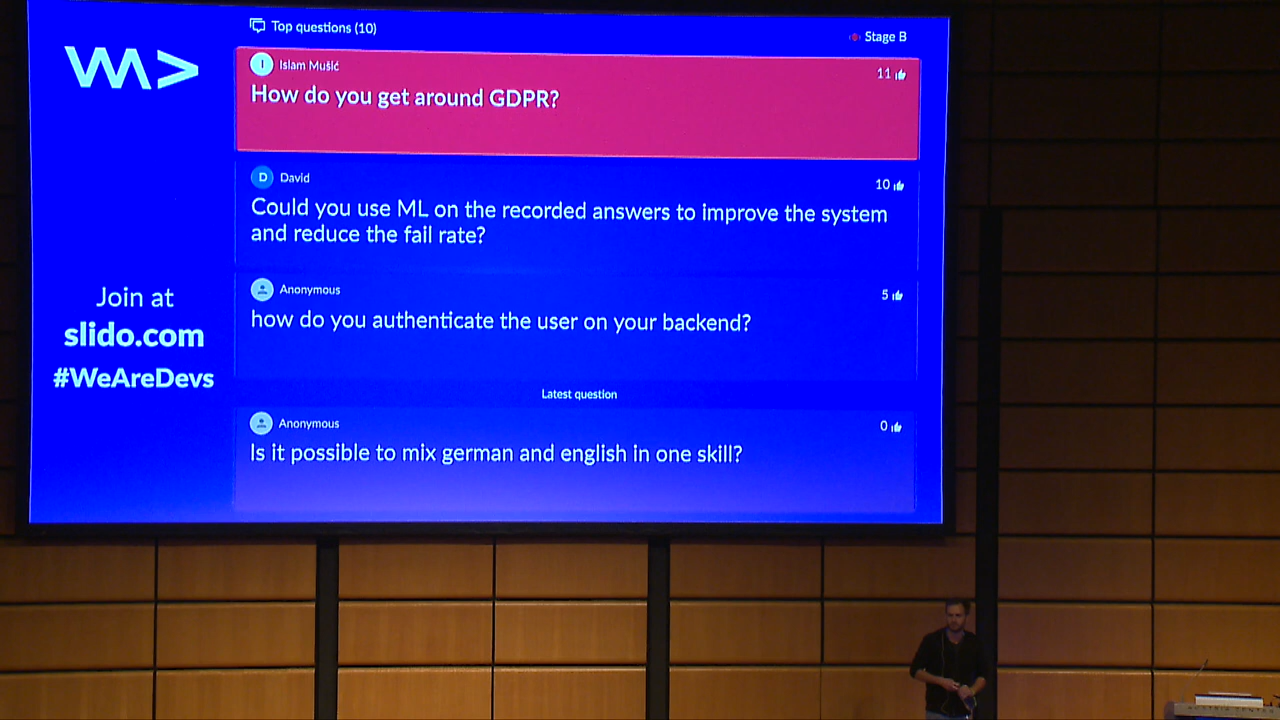 Top questions (10)
Stage B
WA>
I
Islam Mušić
11
How do you get around GDPR?
D
David
10
Could you use ML on the recorded answers to improve the system
and reduce the fail rate?
Anonymous
5
how do you authenticate the user on your backend?
Latest question
Anonymous
0
Is it possible to mix german and english in one skill?
Join at
slido.com
#WeAreDevs